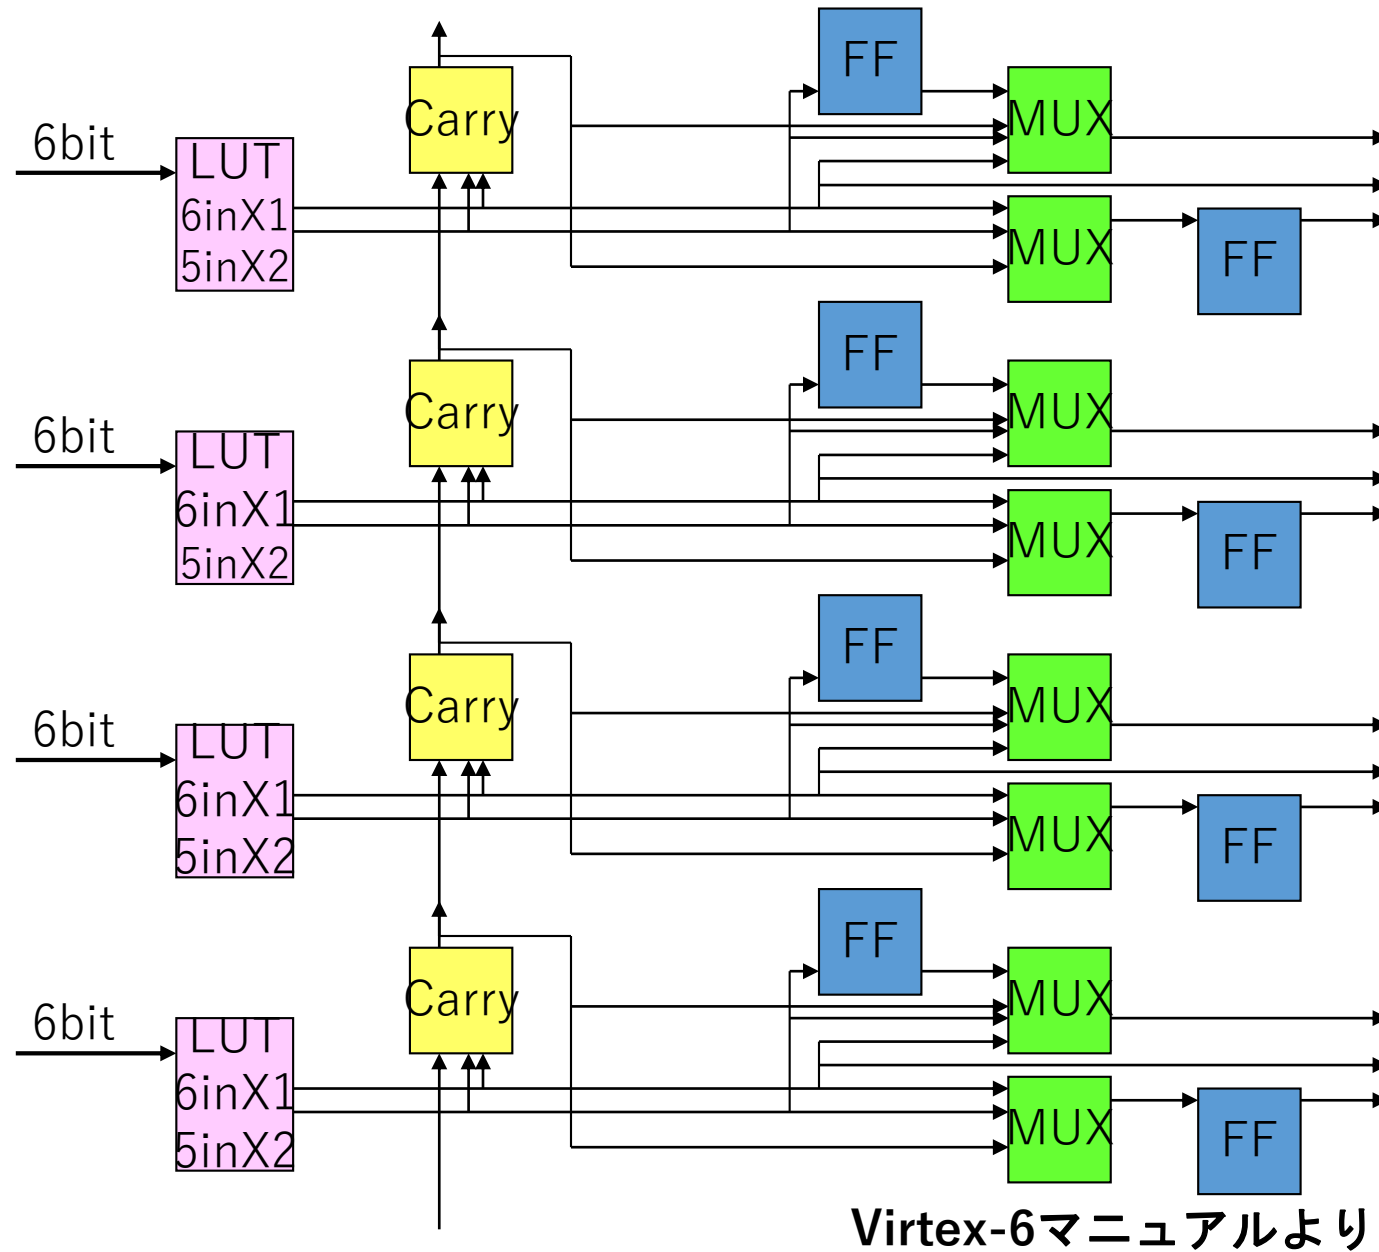 FF
Carry
MUX
6bit
LUT
6inX1
5inX2
MUX
FF
FF
Carry
MUX
6bit
LUT
6inX1
5inX2
MUX
FF
FF
Carry
MUX
6bit
LUT
6inX1
5inX2
MUX
FF
FF
Carry
MUX
6bit
LUT
6inX1
5inX2
MUX
FF
Virtex-6マニュアルより